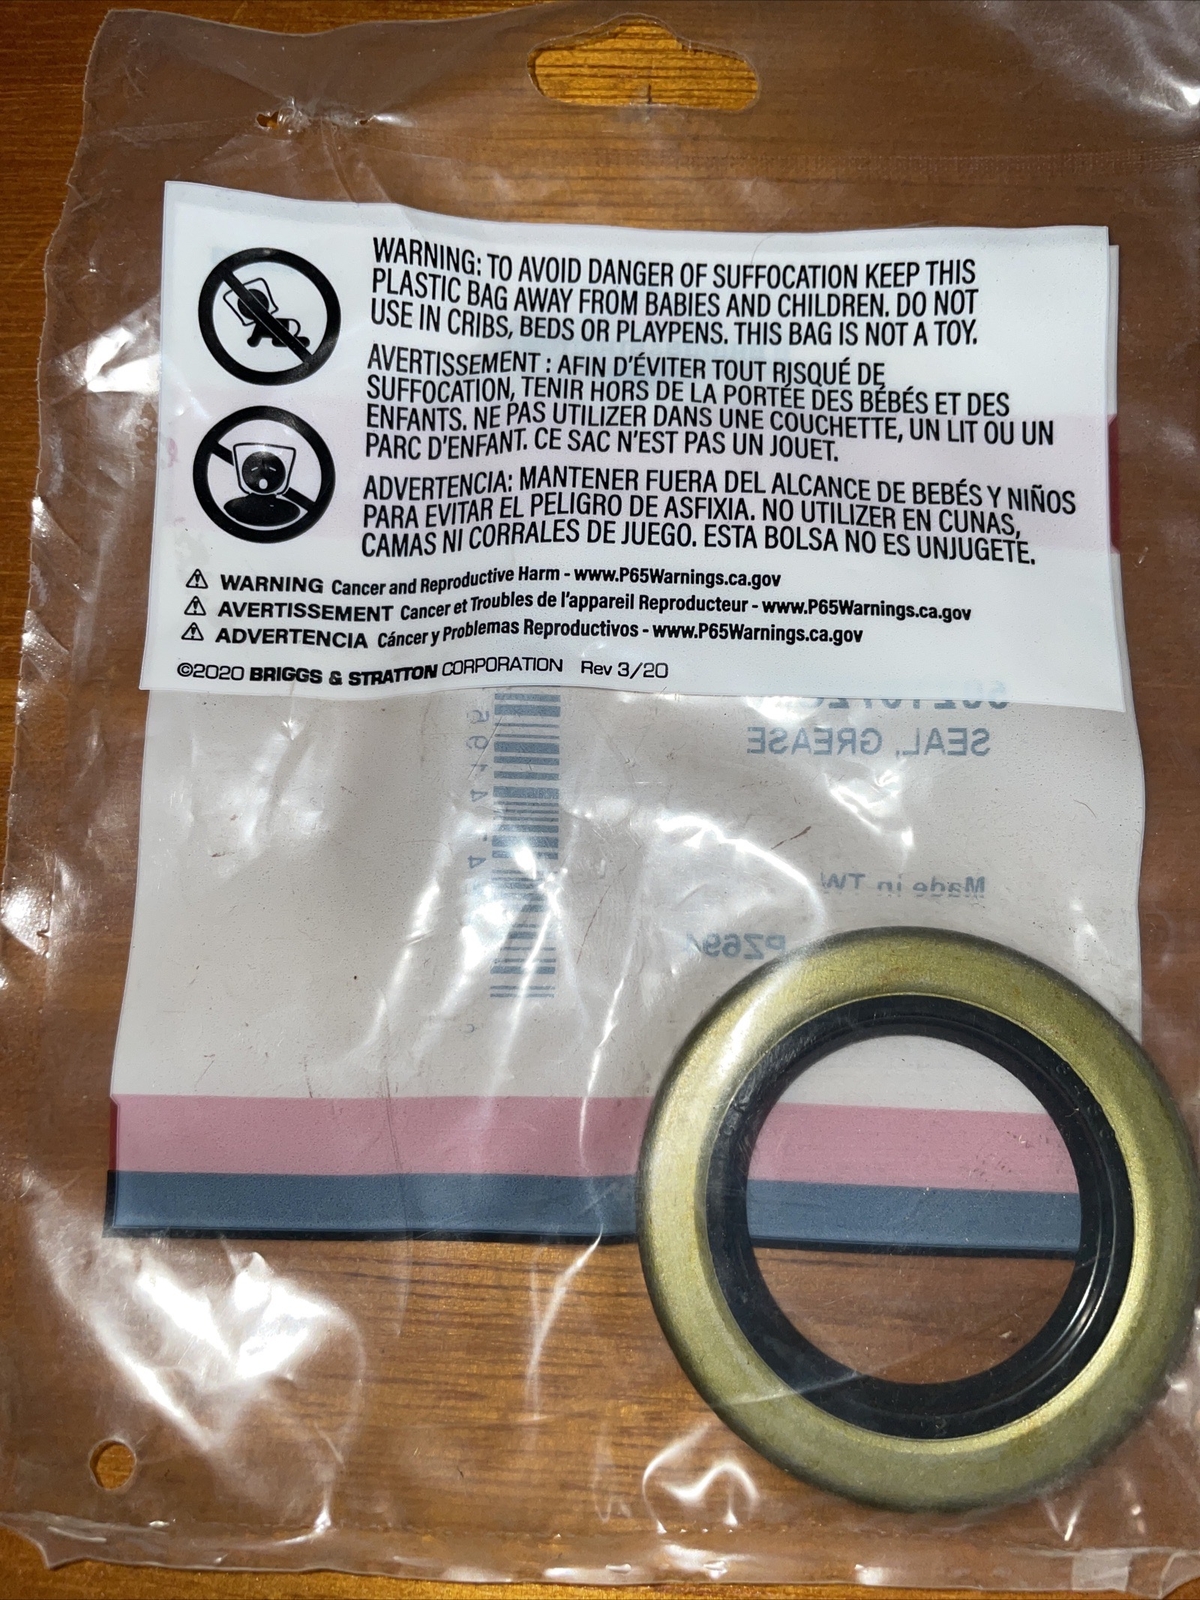 WARNING: TO AVOID DANGER OF SUFFOCATION KEEP THIS
PLASTIC BAG AWAY FROM BABIES AND CHILDREN. DO NOT
USE IN CRIBS, BEDS OR PLAYPENS. THIS BAG IS NOT A TOY.
AVERTISSEMENT : AFIN D'ÉVITER TOUT RISQUÉ DE
SUFFOCATION, TENIR HORS DE LA PORTÉE DES BÉBÉS ET DES
ENFANTS. NE PAS UTILIZER DANS UNE COUCHETTE, UN LIT OU UN
PARC D'ENFANT. CE SAC N'EST PAS UN JOUET.
ADVERTENCIA: MANTENER FUERA DEL ALCANCE DE BEBÉS Y NIÑOS
PARA EVITAR EL PELIGRO DE ASFIXIA. NO UTILIZER EN CUNAS,
CAMAS NI CORRALES DE JUEGO. ESTA BOLSA NO ES UNJUGETE.
⚠ WARNING Cancer and Reproductive Harm - www.P65Warnings.ca.gov
⚠ AVERTISSEMENT Cancer et Troubles de l'appareil Reproducteur - www.P65Warnings.ca.gov
⚠ ADVERTENCIA Cáncer y Problemas Reproductivos - www.P65Warnings.ca.gov
©2020 BRIGGS & STRATTON CORPORATION Rev 3/20
SEAL, GREASE
Made in TW